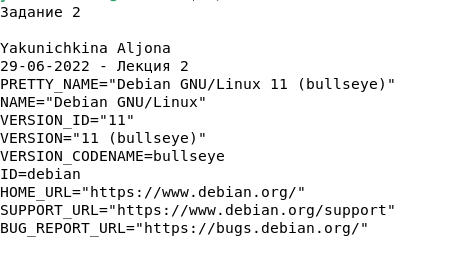 Задание 2
Yakunichkina Aljona
29-06-2022 - Лекция 2
PRETTY_NAME="Debian GNU/Linux 11 (bullseye)"
NAME="Debian GNU/Linux"
VERSION_ID="11"
VERSION="11 (bullseye)"
VERSION_CODENAME=bullseye
ID=debian
HOME_URL="https://www.debian.org/"
SUPPORT_URL="https://www.debian.org/support"
BUG_REPORT_URL="https://bugs.debian.org/"